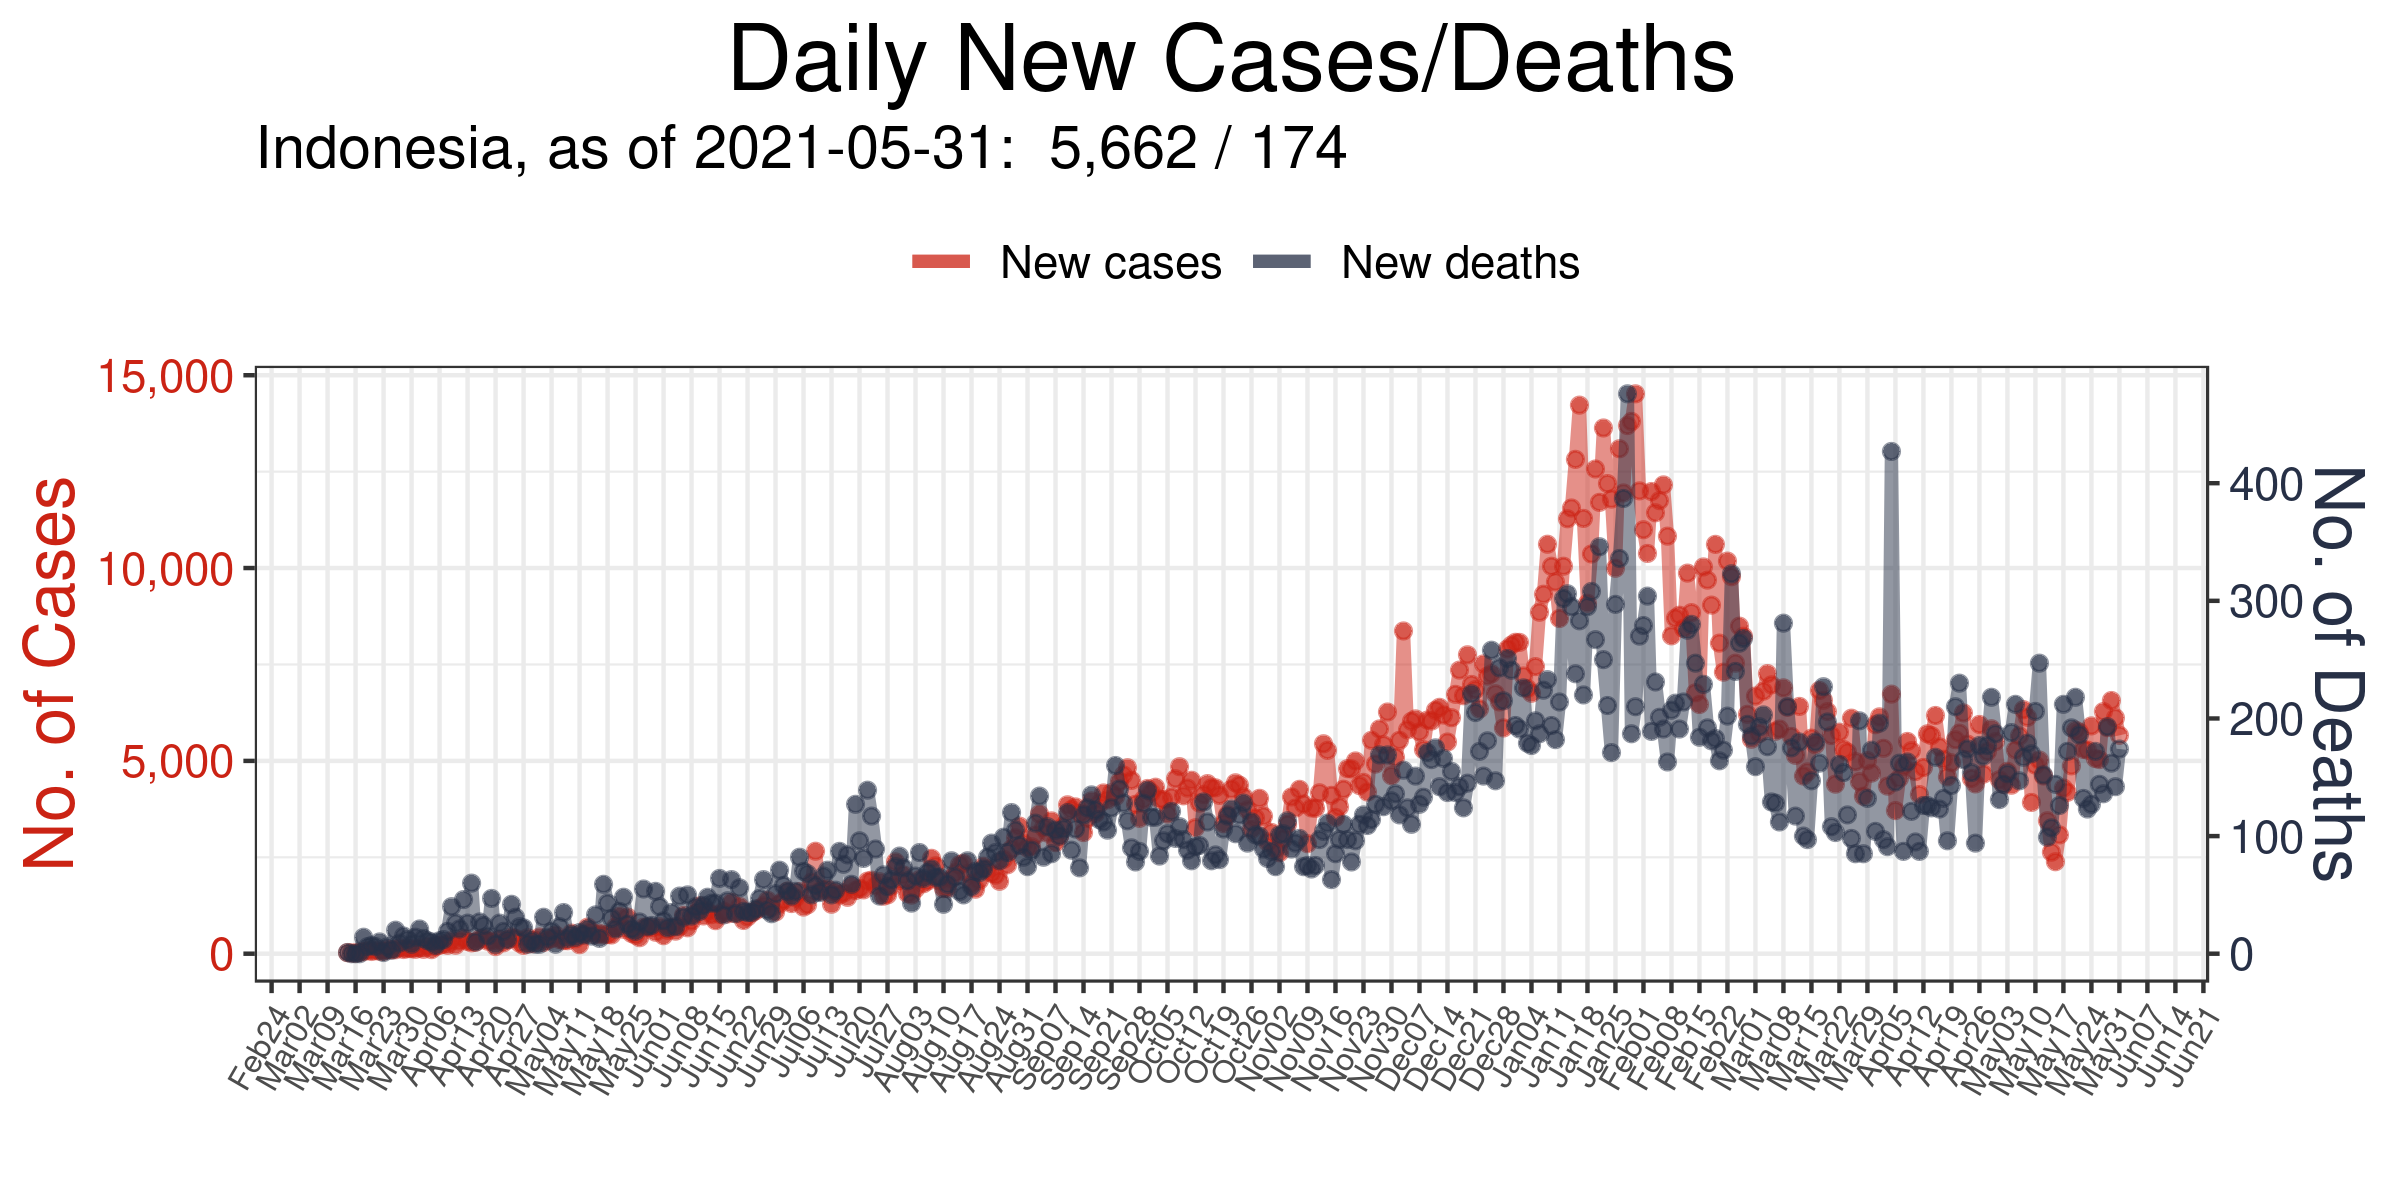 Daily New Cases/Deaths
Indonesia, as of 2021-05-31:  5,662 / 174
New cases
New deaths
No. of Cases
15,000
10,000
5,000
0
400
300
200
100
0
No. of Deaths
Feb24
Mar02
Mar09
Mar16
Mar23
Mar30
Apr06
Apr13
Apr20
Apr27
May04
May11
May18
May25
Jun01
Jun08
Jun15
Jun22
Jun29
Jul06
Jul13
Jul20
Jul27
Aug03
Aug10
Aug17
Aug24
Aug31
Sep07
Sep14
Sep21
Sep28
Oct05
Oct12
Oct19
Oct26
Nov02
Nov09
Nov16
Nov23
Nov30
Dec07
Dec14
Dec21
Dec28
Jan04
Jan11
Jan18
Jan25
Feb01
Feb08
Feb15
Feb22
Mar01
Mar08
Mar15
Mar22
Mar29
Apr05
Apr12
Apr19
Apr26
May03
May10
May17
May24
May31
Jun07
Jun14
Jun21